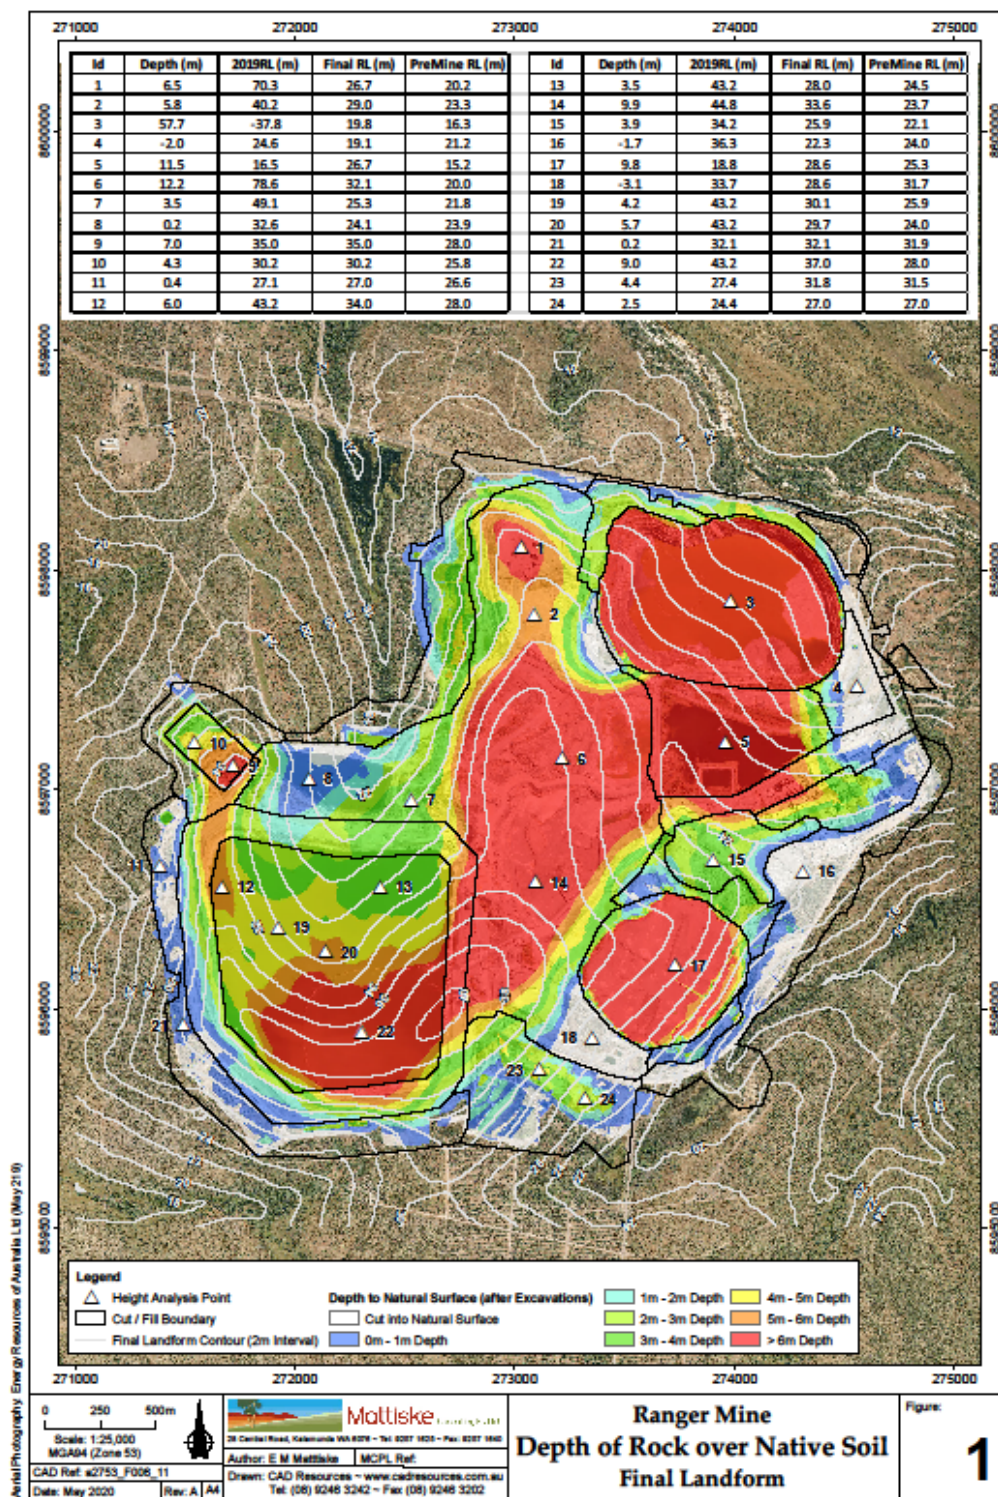 271000 272000 273000 274000 275000
Id Depth (m) 2019RL (m) Final RL (m) PreMine RL (m) Id Depth (m) 2019RL (m) Final RL (m) PreMine RL (m)
1 6.5 70.3 26.7 20.2 13 3.5 43.2 28.0 24.5
2 5.8 40.2 29.0 23.3 14 9.9 44.8 33.6 23.7
3 57.7 -37.8 19.8 16.3 15 3.9 34.2 25.9 22.1
4 -2.0 24.6 19.1 21.2 16 -1.7 36.3 22.3 24.0
5 11.5 16.5 26.7 15.2 17 9.8 18.8 28.6 25.3
6 12.2 78.6 32.1 20.0 18 -3.1 33.7 28.6 31.7
7 3.5 49.1 25.3 21.8 19 4.2 43.2 30.1 25.9
8 0.2 32.6 24.1 23.9 20 5.7 43.2 29.7 24.0
9 7.0 35.0 35.0 28.0 21 0.2 32.1 32.1 31.9
10 4.3 30.2 30.2 25.8 22 9.0 43.2 37.0 28.0
11 0.4 27.1 27.0 26.6 23 4.4 27.4 31.8 31.5
12 6.0 43.2 34.0 28.0 24 2.5 24.4 27.0 27.0
8600000 8600000
8599000 8599000
8598000 8598000
8597000 8597000
8596000 8596000
8595000 8595000
1
2
3
4
5
6
7
8
9
10
11
12
13
14
15
16
17
18
19
20
21
22
23
24
Aerial Photography: Energy Resources of Australia Ltd (May 219)
Legend
Height Analysis Point
Cut / Fill Boundary
Final Landform Contour (2m Interval)
Depth to Natural Surface (after Excavations)
Cut into Natural Surface
0m - 1m Depth
1m - 2m Depth
2m - 3m Depth
3m - 4m Depth
4m - 5m Depth
5m - 6m Depth
> 6m Depth
271000 272000 273000 274000 275000
0 250 500m
Scale: 1:25,000
MGA94 (Zone 53)
CAD Ref: a2753_F006_11
Date: May 2020 Rev: A A4
Mattiske
Author: E M Mattiske MCPL Ref:
Drawn: CAD Resources ~ www.cadresources.com.au
Tel: (08) 9246 3242 ~ Fax (08) 9246 3202
Ranger Mine
Depth of Rock over Native Soil
Final Landform
Figure:
1